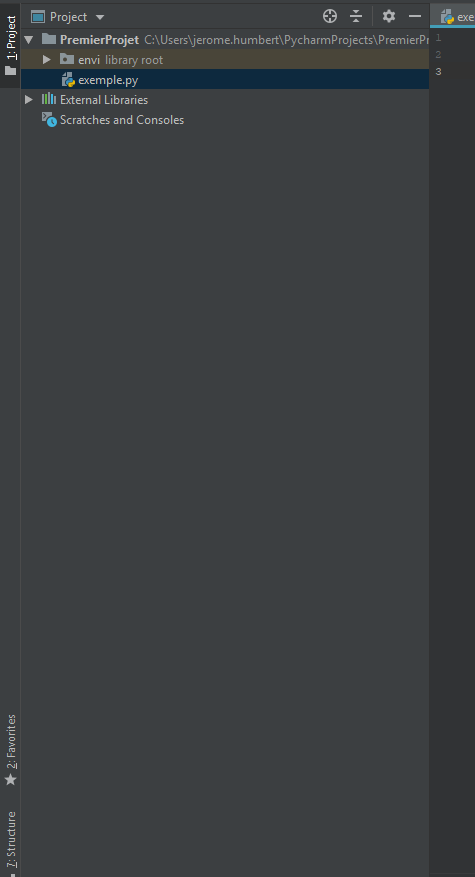 1: Project
Project
exe
PremierProjet C:\Users\jerome.humbert\PycharmProjects\PremierPr
envi library root
exemple.py
External Libraries
Scratches and Consoles
1
2
3
2: Favorites
7: Structure